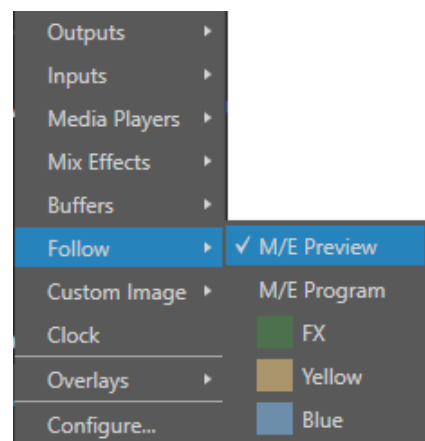 Outputs
Inputs
Media Players
Mix Effects
Buffers
Follow
Custom Image
Clock
Overlays
Configure...
M/E Preview
M/E Program
FX
Yellow
Blue